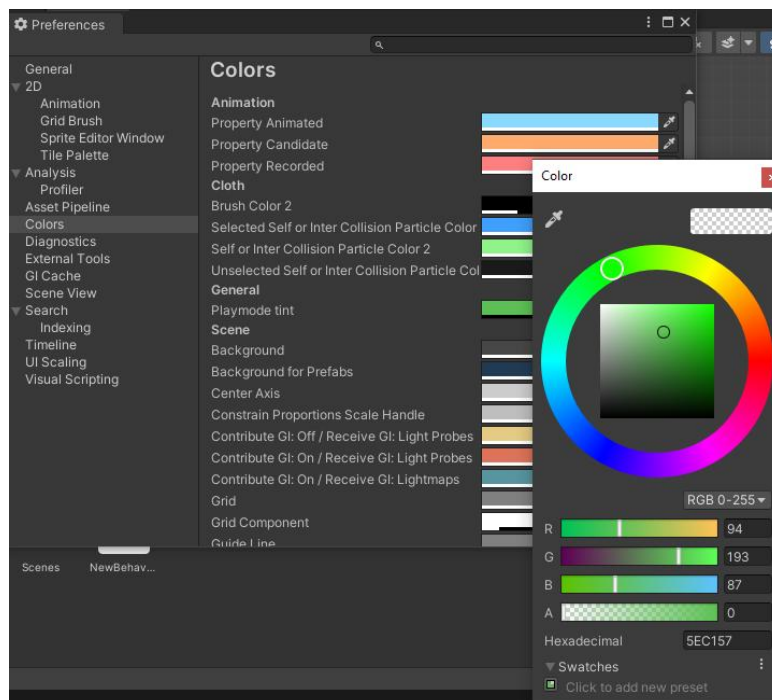 Preferences
General
2D
Animation
Grid Brush
Sprite Editor Window
Tile Palette
Analysis
Profiler
Asset Pipeline
Colors
Diagnostics
External Tools
GI Cache
Scene View
Search
Indexing
Timeline
UI Scaling
Visual Scripting
Colors
Animation
Property Animated
Property Candidate
Property Recorded
Cloth
Brush Color 2
Selected Self or Inter Collision Particle Color
Self or Inter Collision Particle Color 2
Unselected Self or Inter Collision Particle Col
General
Playmode tint
Scene
Background
Background for Prefabs
Center Axis
Constrain Proportions Scale Handle
Contribute GI: Off / Receive GI: Light Probes
Contribute GI: On / Receive GI: Light Probes
Contribute GI: On / Receive GI: Lightmaps
Grid
Grid Component
Guide Line
Scenes
NewBehav...
Color
RGB 0-255
R 94
G 193
B 87
A 0
Hexadecimal 5EC157
Swatches
Click to add new preset